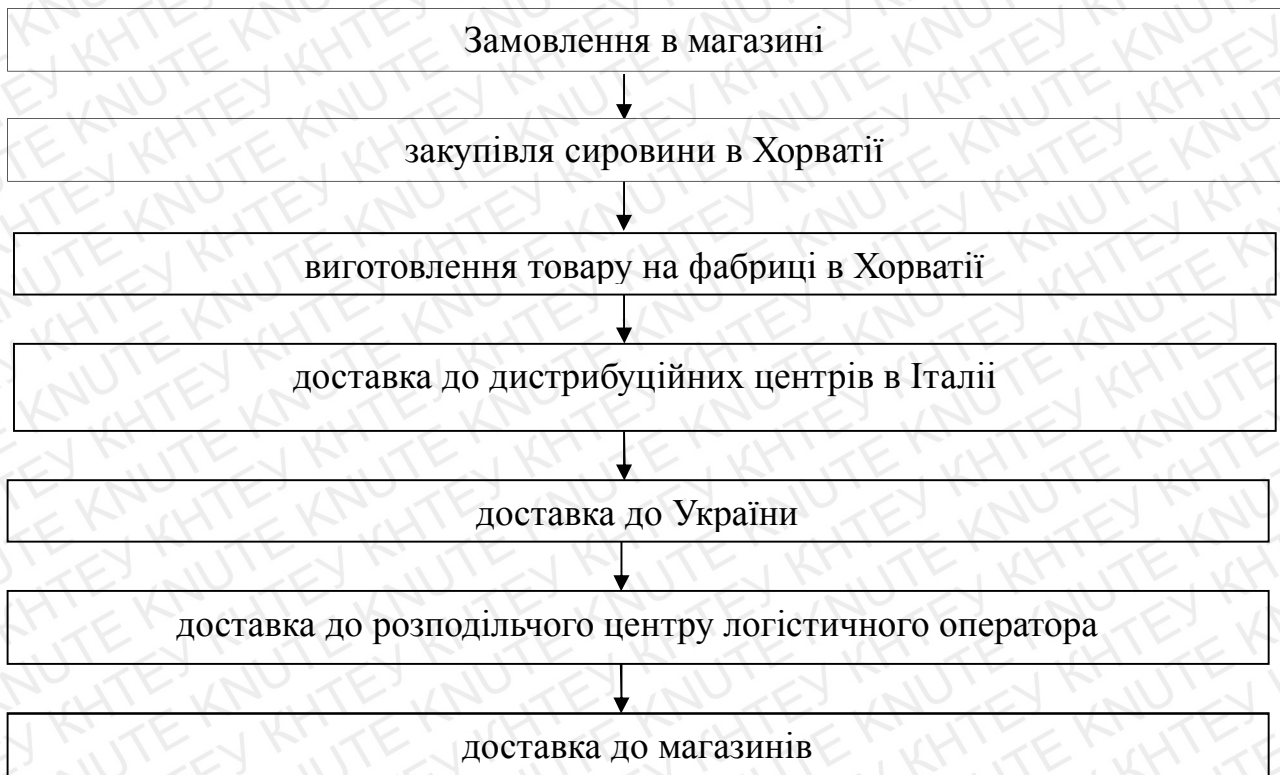 Замовлення в магазині
закупівля сировини в Хорватії
виготовлення товару на фабриці в Хорватії
доставка до дистрибуційних центрів в Італіі
доставка до України
доставка до розподільчого центру логістичного оператора
доставка до магазинів